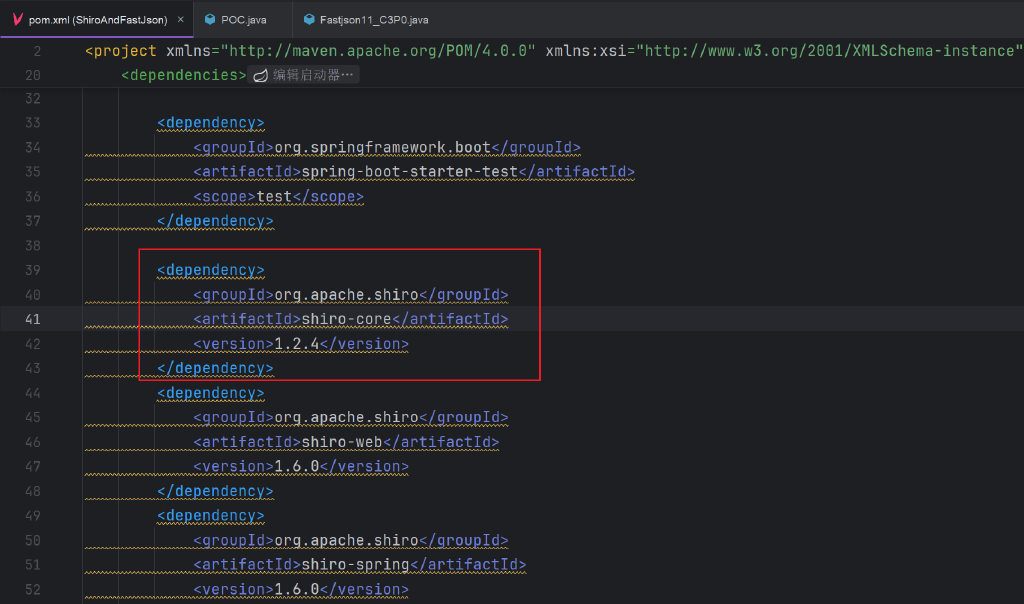 pom.xml (ShiroAndFastJson) × POC.java Fastjson11_C3P0.java
2 <project xmlns="http://maven.apache.org/POM/4.0.0" xmlns:xsi="http://www.w3.org/2001/XMLSchema-instance"
20 <dependencies> 编辑启动器...
32
33 <dependency>
34 <groupId>org.springframework.boot</groupId>
35 <artifactId>spring-boot-starter-test</artifactId>
36 <scope>test</scope>
37 </dependency>
38
39 <dependency>
40 <groupId>org.apache.shiro</groupId>
41 <artifactId>shiro-core</artifactId>
42 <version>1.2.4</version>
43 </dependency>
44 <dependency>
45 <groupId>org.apache.shiro</groupId>
46 <artifactId>shiro-web</artifactId>
47 <version>1.6.0</version>
48 </dependency>
49 <dependency>
50 <groupId>org.apache.shiro</groupId>
51 <artifactId>shiro-spring</artifactId>
52 <version>1.6.0</version>